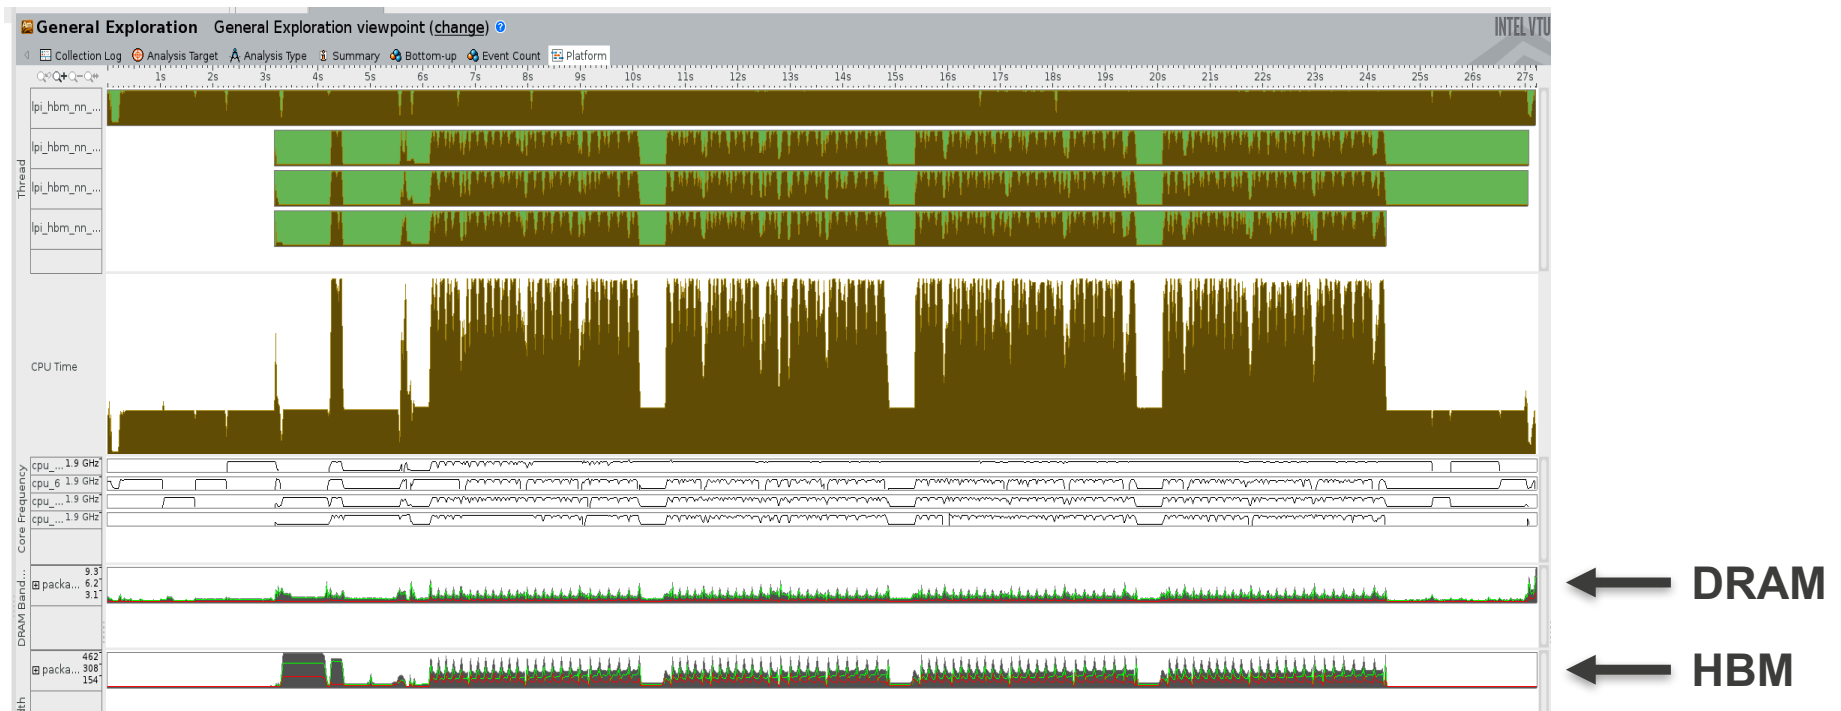 General Exploration General Exploration viewpoint (change) ?
INTEL VTU
Collection Log Analysis Target Analysis Type Summary Bottom-up Event Count Platform
1s 2s 3s 4s 5s 6s 7s 8s 9s 10s 11s 12s 13s 14s 15s 16s 17s 18s 19s 20s 21s 22s 23s 24s 25s 26s 27s
Thread
lpi_hbm_nn_...
lpi_hbm_nn_...
lpi_hbm_nn_...
lpi_hbm_nn_...
CPU Time
Core Frequency
cpu_... 1.9 GHz
cpu_6 1.9 GHz
cpu_... 1.9 GHz
cpu_... 1.9 GHz
DRAM Band...
packa... 9.3
6.2
3.1
DRAM
packa... 462
308
154
HBM